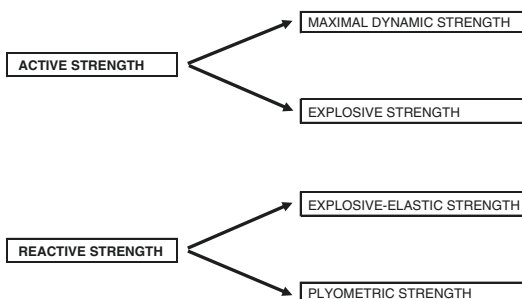 MAXIMAL DYNAMIC STRENGTH
ACTIVE STRENGTH
EXPLOSIVE STRENGTH
EXPLOSIVE-ELASTIC STRENGTH
REACTIVE STRENGTH
PLYOMETRIC STRENGTH